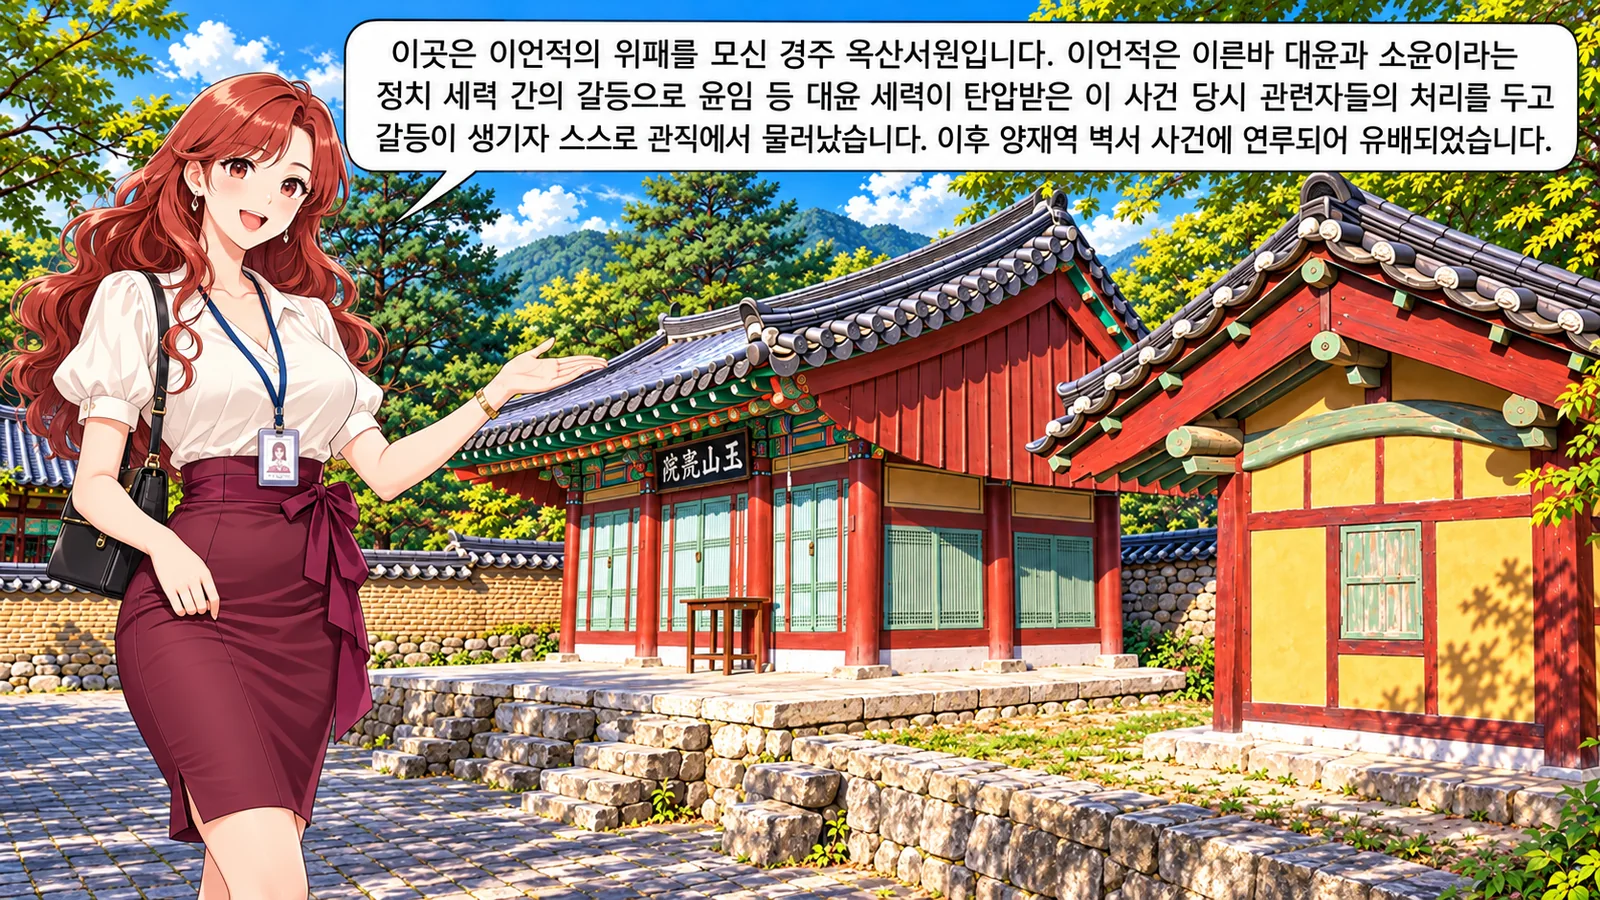 이곳은 이언적의 위패를 모신 경주 옥산서원입니다. 이언적은 이른바 대윤과 소윤이라는
정치 세력 간의 갈등으로 윤임 등 대윤 세력이 탄압받은 이 사건 당시 관련자들의 처리를 두고
갈등이 생기자 스스로 관직에서 물러났습니다. 이후 양재역 벽서 사건에 연루되어 유배되었습니다.
院 山玉